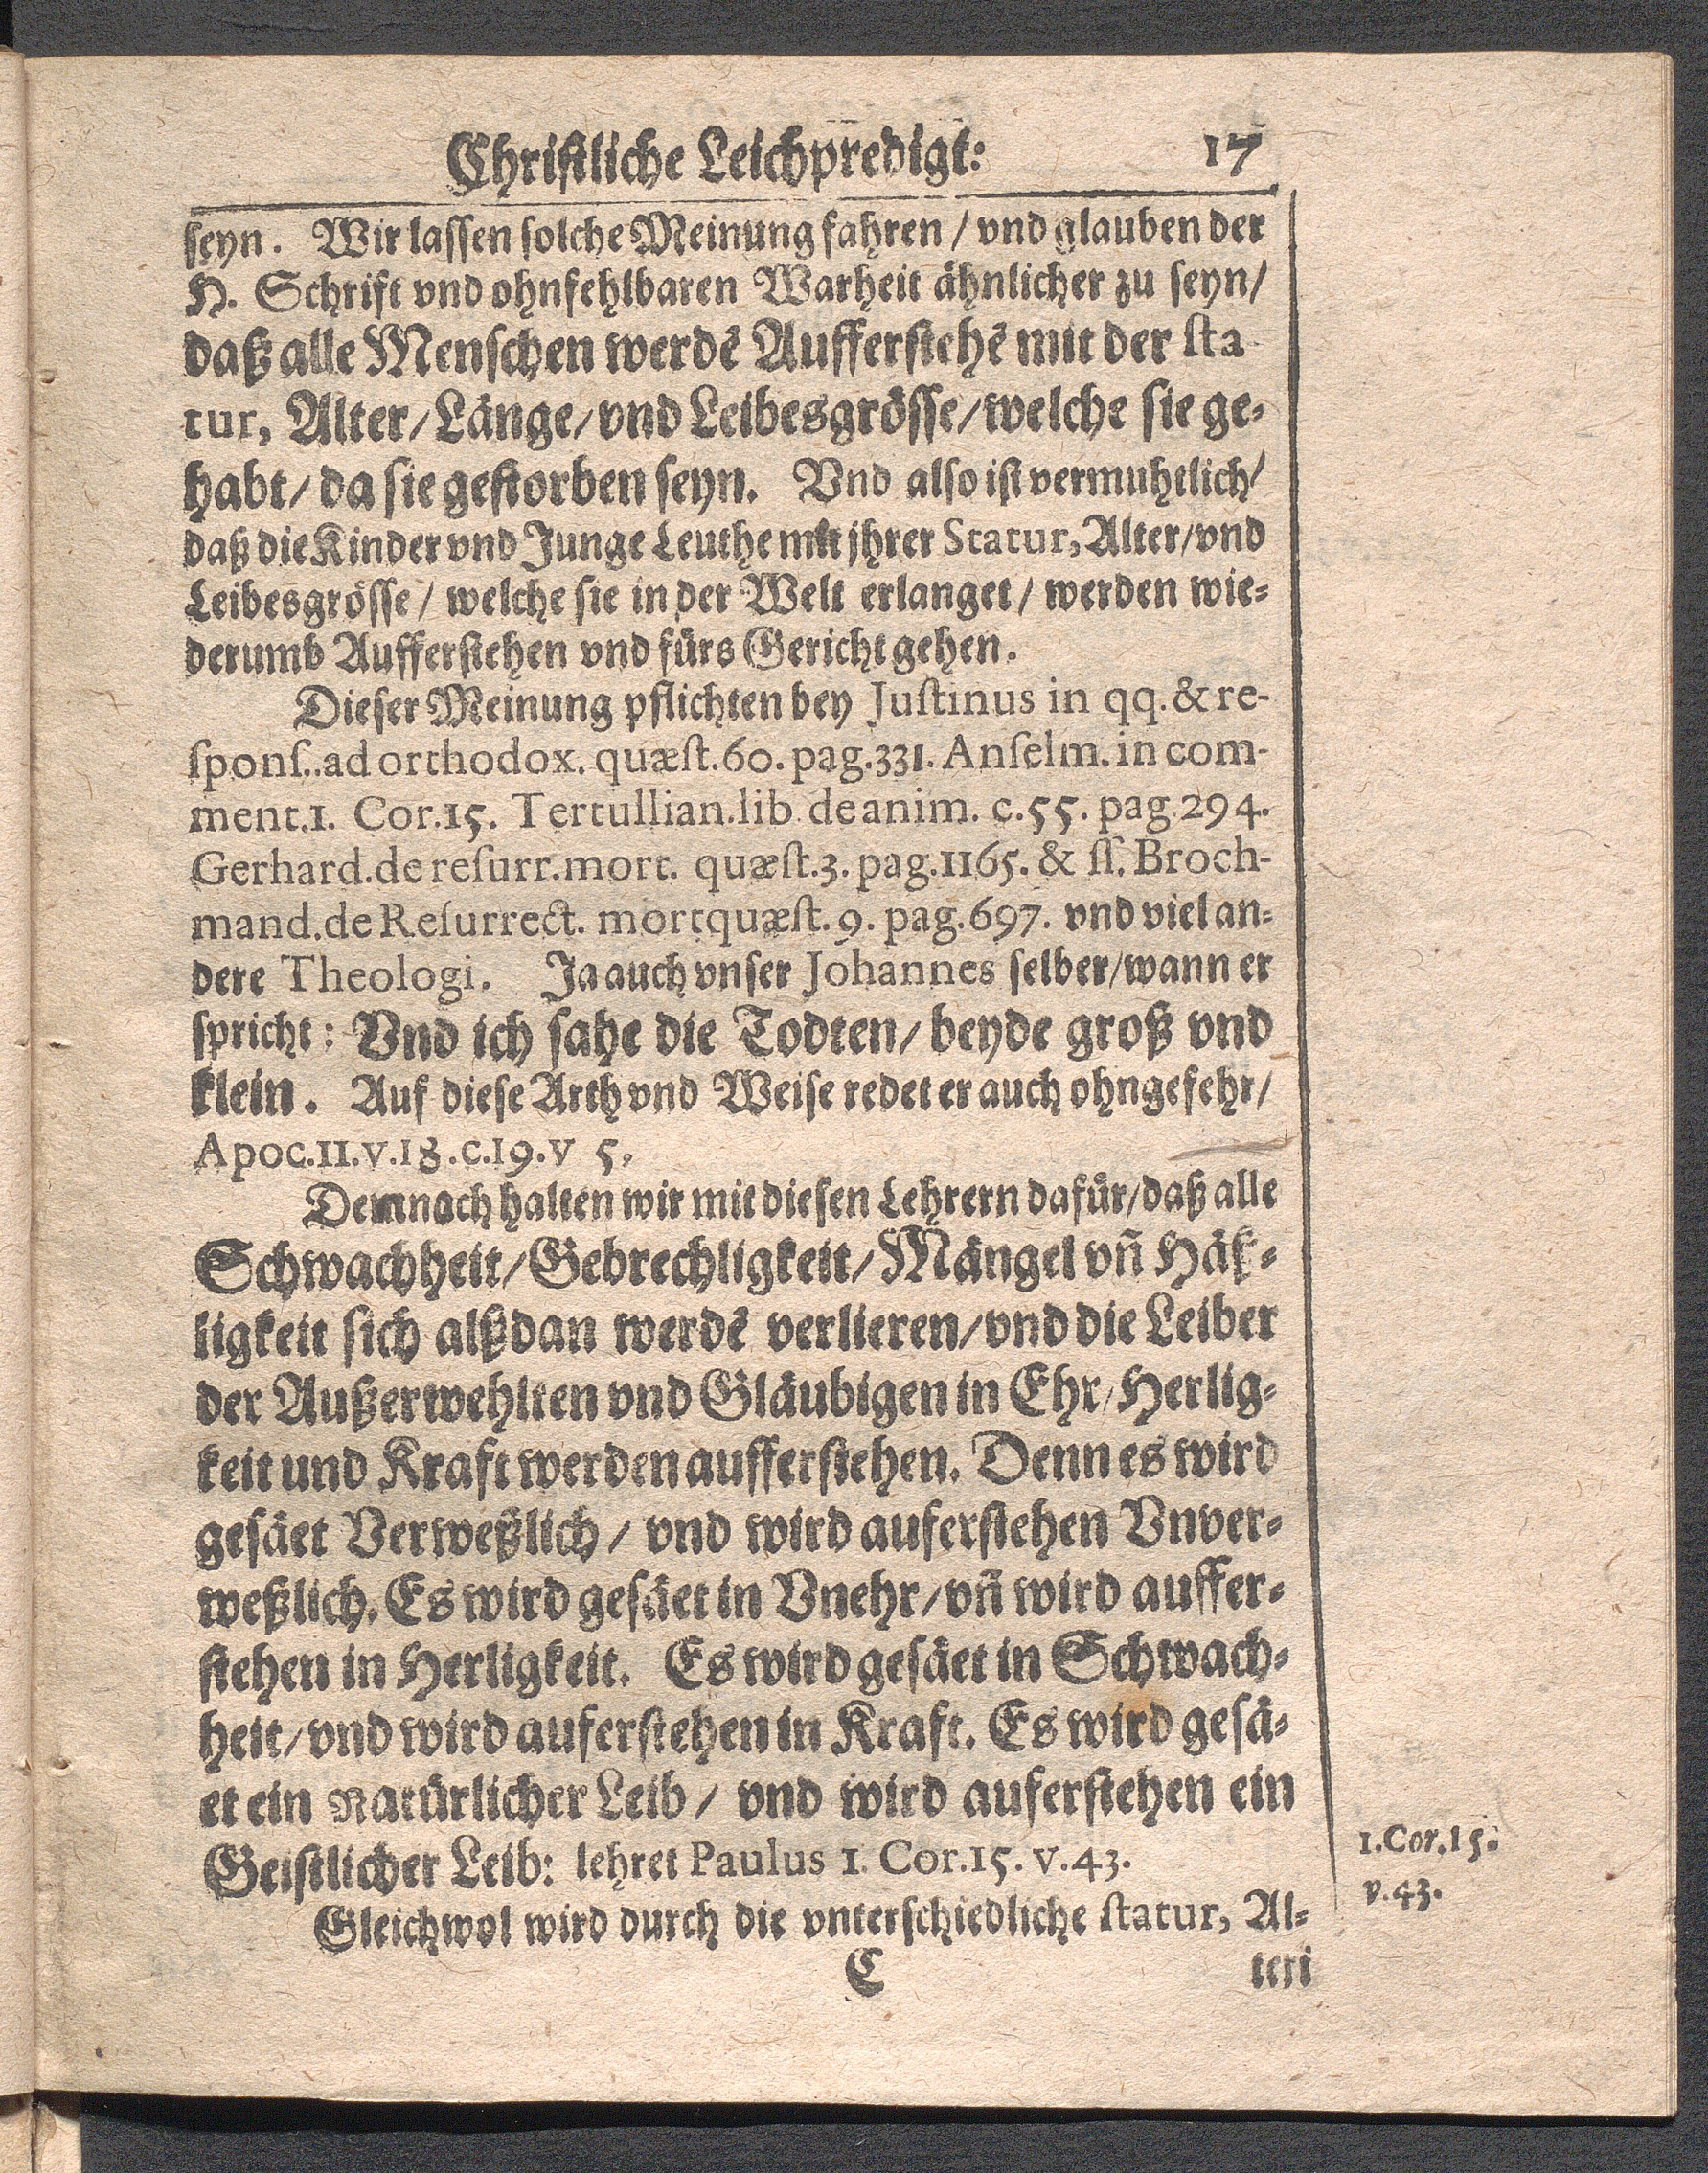 Christliche Leichpredigt: 17
seyn. Wir lassen solche Meinung fahren / vnd glauben der
H. Schrift vnd ohnfehlbaren Warheit ähnlicher zu seyn /
daß alle Menschen werdẽ Aufferstehẽ mit der sta-
tur, Alter / Länge / vnd Leibesgrösse / welche sie ge-
habt / da sie gestorben seyn. Vnd also ist vermuhtlich /
daß die Kinder vnd Junge Leuthe mit jhrer Statur, Alter / vnd
Leibesgrösse / welche sie in der Welt erlanget / werden wie-
derumb Aufferstehen vnd fürs Gericht gehen.
Dieser Meinung pflichten bey Justinus in qq. & re-
spons. ad orthodox. quæst. 60. pag. 331. Anselm. in com-
ment. 1. Cor. 15. Tertullian. lib. de anim. c. 55. pag. 294.
Gerhard. de resurr. mort. quæst. 3. pag. 1165. & ss. Broch-
mand. de Resurrect. mort quæst. 9. pag. 697. vnd viel an-
dere Theologi. Ja auch vnser Johannes selber / wann er
spricht: Vnd ich sahe die Todten / beyde groß vnd
klein. Auf diese Arth vnd Weise redet er auch ohngefehr /
Apoc. 11. v. 18. c. 19. v 5.
Demnach halten wir mit diesen Lehrern dafür / daß alle
Schwachheit / Gebrechligkeit / Mängel vñ Häß-
ligkeit sich alßdan werdẽ verlieren / vnd die Leiber
der Außerwehlten vnd Gläubigen in Ehr / Herlig-
keit und Kraft werden aufferstehen. Denn es wird
gesäet Verweßlich / vnd wird auferstehen Vnver-
weßlich. Es wird gesäet in Vnehr / vñ wird auffer-
stehen in Herligkeit. Es wird gesäet in Schwach-
heit / vnd wird auferstehen in Kraft. Es wird gesä-
et ein Natürlicher Leib / vnd wird auferstehen ein
Geistlicher Leib: lehret Paulus 1. Cor. 15. v. 43.
1. Cor. 15.
v. 43.
Gleichwol wird durch die vnterschiedliche statur, Al-
C teri